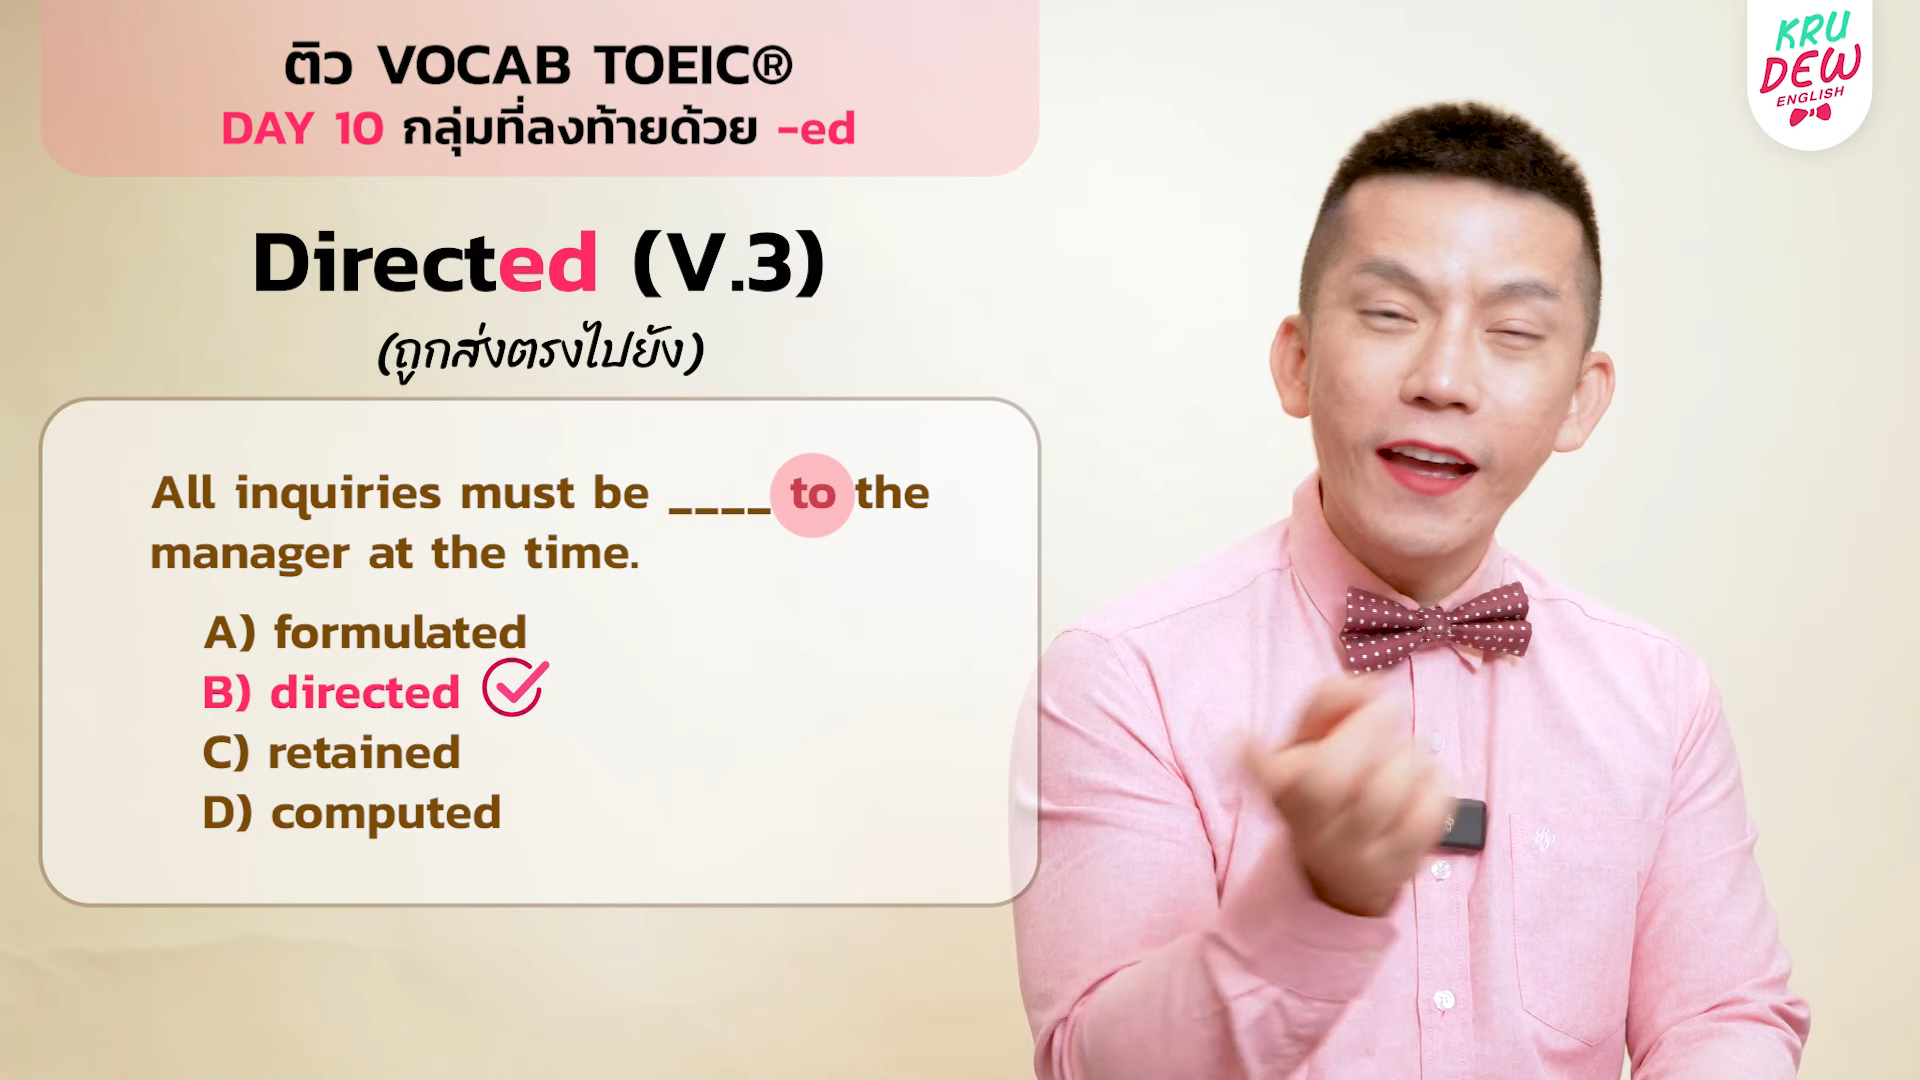 ติว VOCAB TOEIC®
DAY 10 กลุ่มที่ลงท้ายด้วย -ed
KRU
DEW
ENGLISH
Directed (V.3)
(ถูกส่งตรงไปยัง)
All inquiries must be ____ to the
manager at the time.
A) formulated
B) directed
C) retained
D) computed